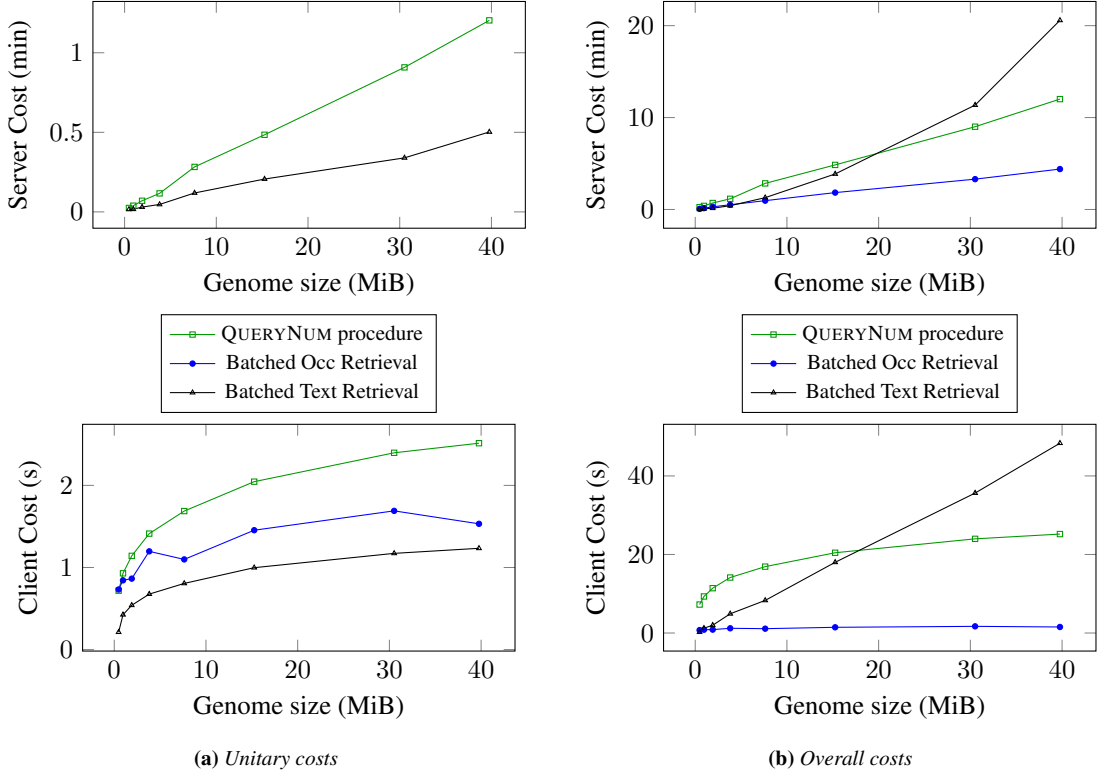 Server Cost (min)
1
0.5
0
0 10 20 30 40
Genome size (MiB)
Server Cost (min)
20
10
0
0 10 20 30 40
Genome size (MiB)
QUERYNUM procedure
Batched Occ Retrieval
Batched Text Retrieval
QUERYNUM procedure
Batched Occ Retrieval
Batched Text Retrieval
Client Cost (s)
2
1
0
0 10 20 30 40
Genome size (MiB)
Client Cost (s)
40
20
0
0 10 20 30 40
Genome size (MiB)
(a) Unitary costs
(b) Overall costs